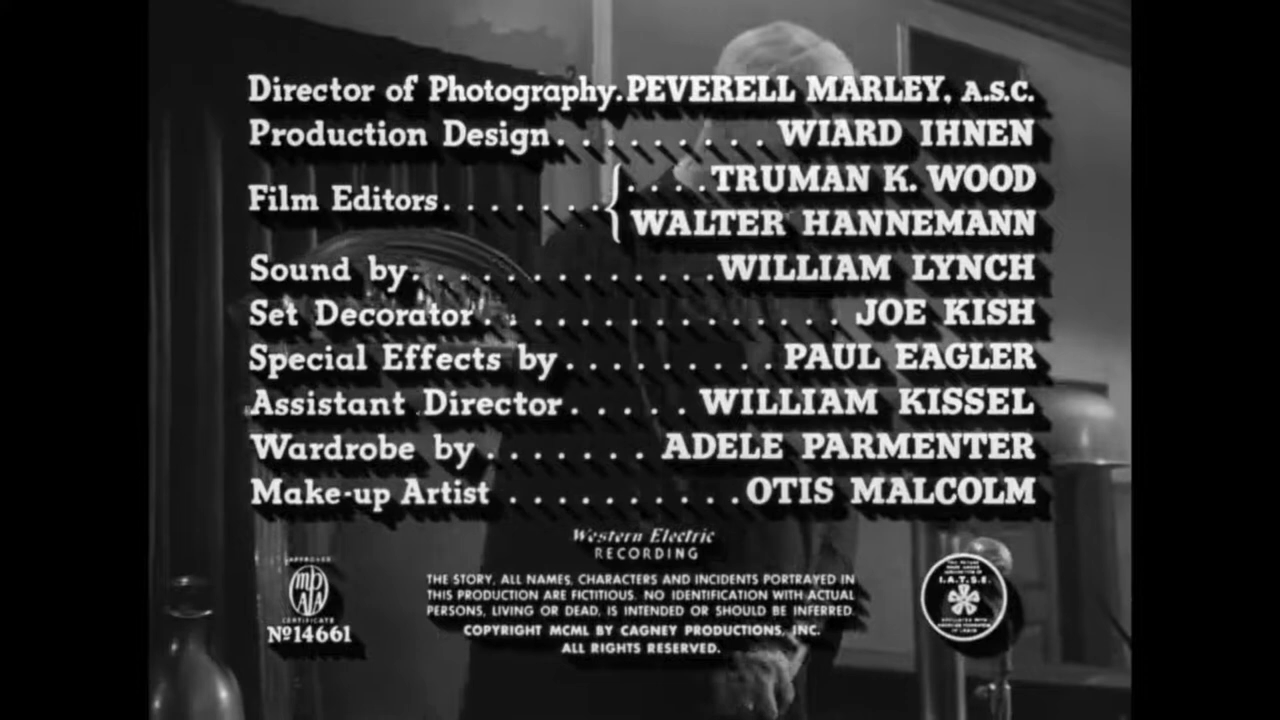 Director of Photography.PEVERELL MARLEY, A.S.C.
Production Design.........WIARD IHNEN
Film Editors.......{....TRUMAN K. WOOD
WALTER HANNEMANN
Sound by.............WILLIAM LYNCH
Set Decorator...............JOE KISH
Special Effects by.........PAUL EAGLER
Assistant Director.....WILLIAM KISSEL
Wardrobe by.......ADELE PARMENTER
Make-up Artist..........OTIS MALCOLM
Western Electric
RECORDING
APPROVED
MPAA
CERTIFICATE
Nº14661
THE STORY, ALL NAMES, CHARACTERS AND INCIDENTS PORTRAYED IN
THIS PRODUCTION ARE FICTITIOUS. NO IDENTIFICATION WITH ACTUAL
PERSONS, LIVING OR DEAD, IS INTENDED OR SHOULD BE INFERRED.
COPYRIGHT MCML BY CAGNEY PRODUCTIONS, INC.
ALL RIGHTS RESERVED.
I.A.T.S.E.